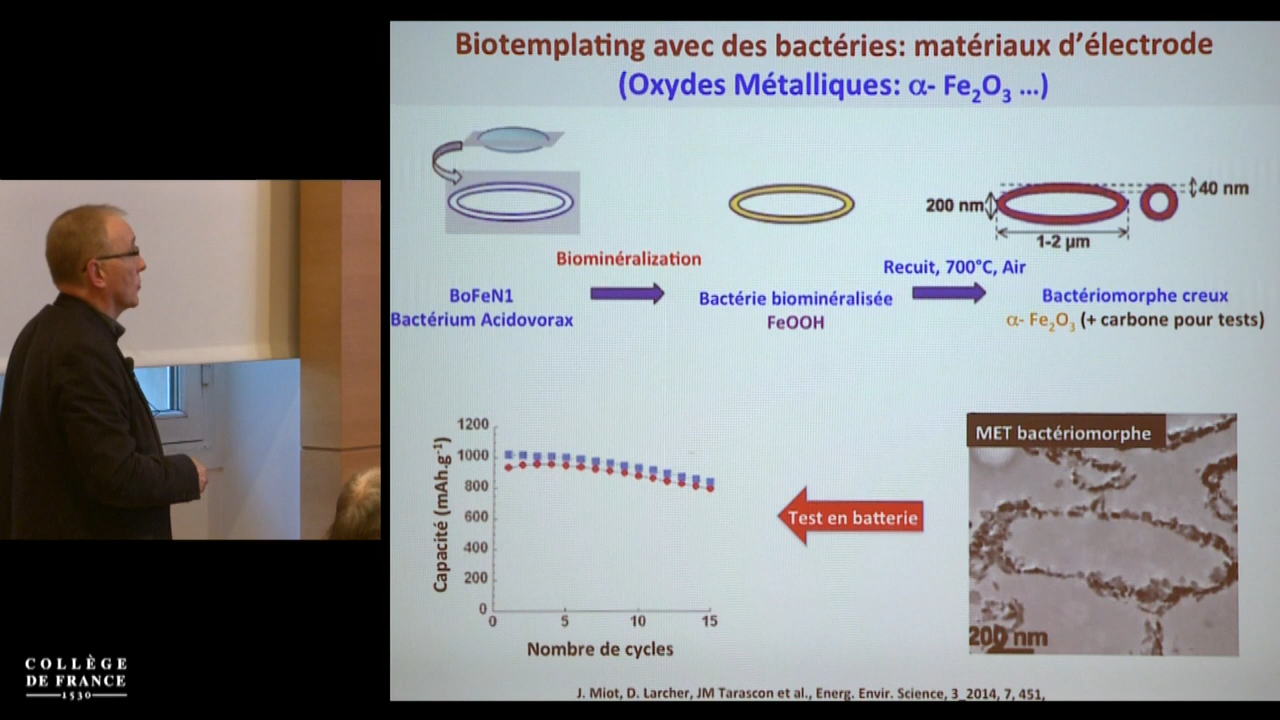 Biotemplating avec des bactéries: matériaux d'électrode
(Oxydes Métalliques: α- Fe2O3 ...)
40 nm
200 nm
1-2 µm
Biominéralization
Recuit, 700°C, Air
BoFeN1
Bactérium Acidovorax
Bactérie biominéralisée
FeOOH
Bactériomorphe creux
α- Fe2O3 (+ carbone pour tests)
1200
1000
800
600
400
200
0
Capacité (mAh.g-1)
0 5 10 15
Nombre de cycles
Test en batterie
MET bactériomorphe
200 nm
J. Miot, D. Larcher, JM Tarascon et al., Energ. Envir. Science, 3_2014, 7, 451,
COLLÈGE
DE FRANCE
1530